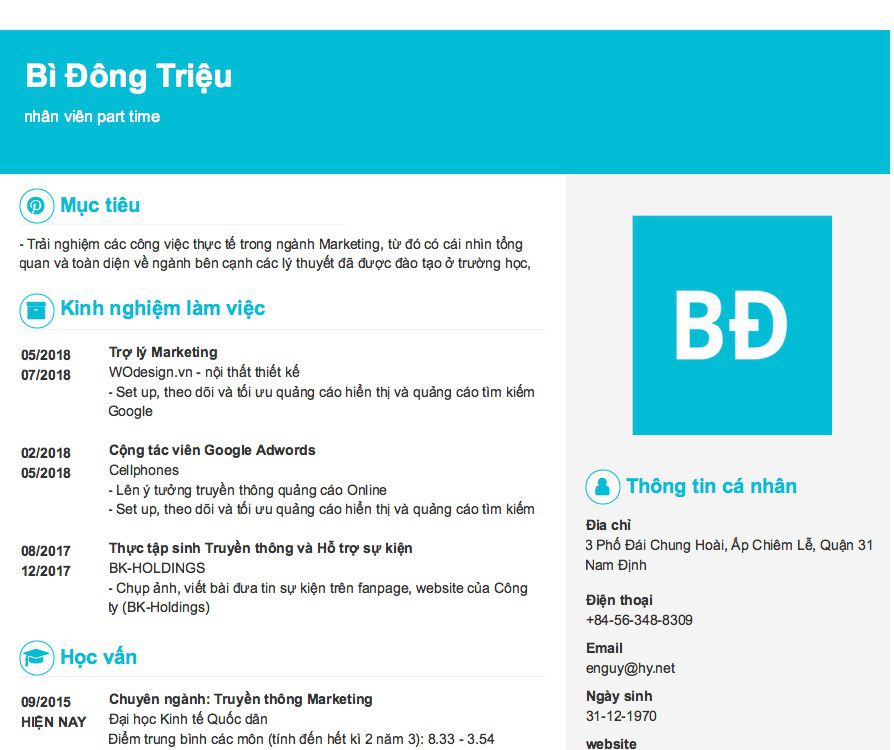 Bì Đông Triệu
nhân viên part time
Mục tiêu
- Trải nghiệm các công việc thực tế trong ngành Marketing, từ đó có cái nhìn tổng
quan và toàn diện về ngành bên cạnh các lý thuyết đã được đào tạo ở trường học,
Kinh nghiệm làm việc
05/2018
07/2018
Trợ lý Marketing
WOdesign.vn - nội thất thiết kế
- Set up, theo dõi và tối ưu quảng cáo hiển thị và quảng cáo tìm kiếm
Google
02/2018
05/2018
Cộng tác viên Google Adwords
Cellphones
- Lên ý tưởng truyền thông quảng cáo Online
- Set up, theo dõi và tối ưu quảng cáo hiển thị và quảng cáo tìm kiếm
08/2017
12/2017
Thực tập sinh Truyền thông và Hỗ trợ sự kiện
BK-HOLDINGS
- Chụp ảnh, viết bài đưa tin sự kiện trên fanpage, website của Công
ty (BK-Holdings)
Học vấn
09/2015
HIỆN NAY
Chuyên ngành: Truyền thông Marketing
Đại học Kinh tế Quốc dân
Điểm trung bình các môn (tính đến hết kì 2 năm 3): 8.33 - 3.54
BĐ
Thông tin cá nhân
Địa chỉ
3 Phố Đái Chung Hoài, Ấp Chiêm Lễ, Quận 31
Nam Định
Điện thoại
+84-56-348-8309
Email
enguy@hy.net
Ngày sinh
31-12-1970
website